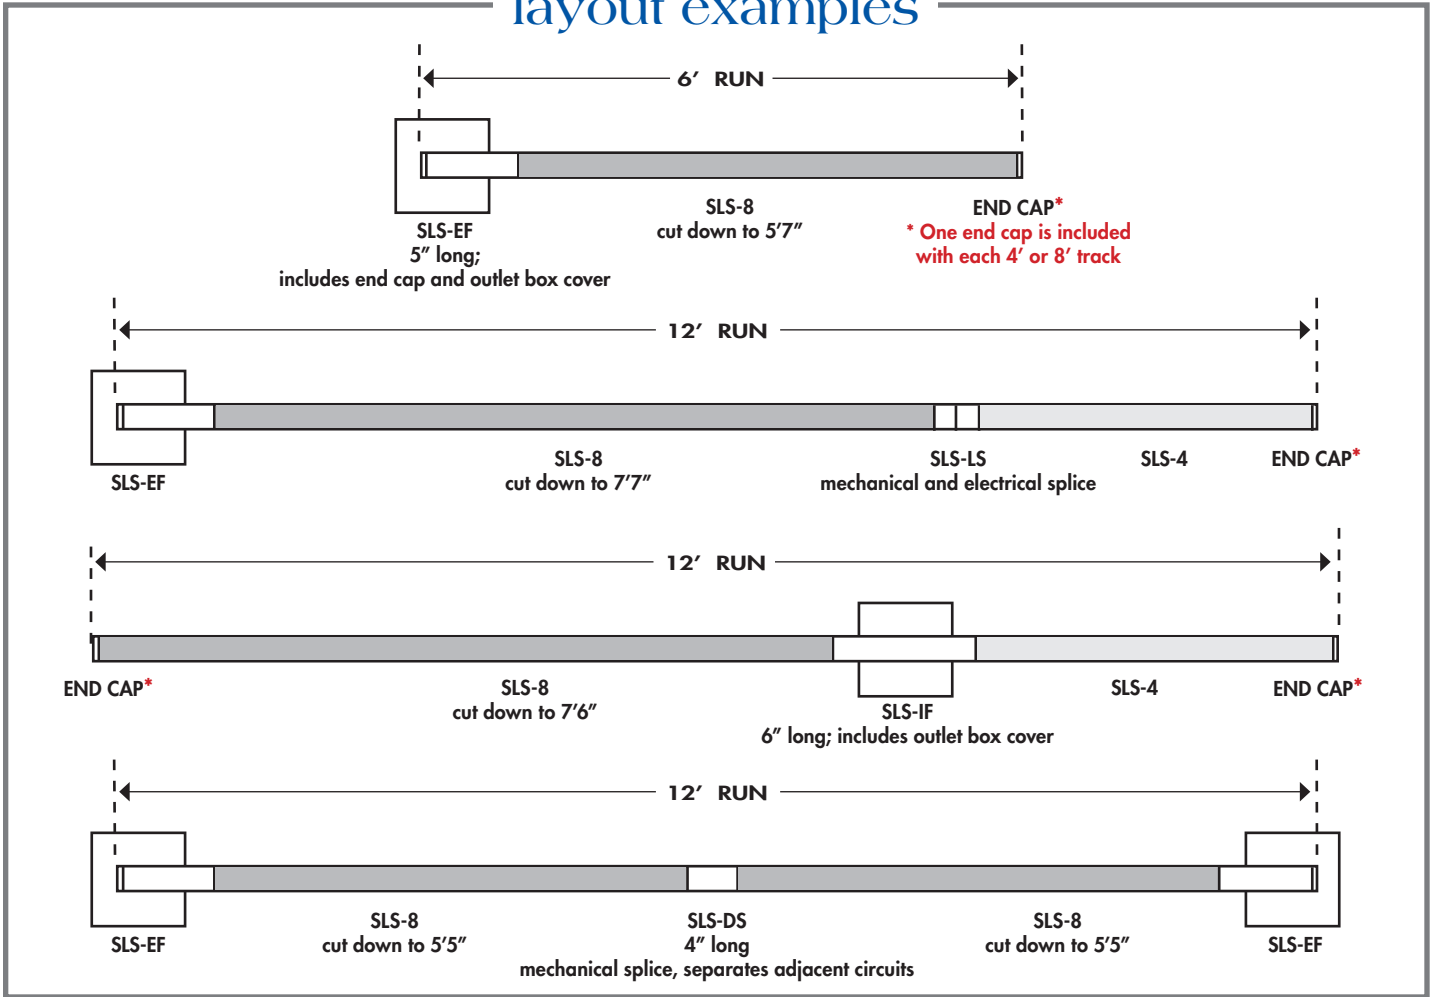 layout examples
6′ RUN
SLS-EF
5″ long;
includes end cap and outlet box cover
SLS-8
cut down to 5′7″
END CAP*
* One end cap is included
with each 4′ or 8′ track
12′ RUN
SLS-EF
SLS-8
cut down to 7′7″
SLS-LS
mechanical and electrical splice
SLS-4
END CAP*
12′ RUN
END CAP*
SLS-8
cut down to 7′6″
SLS-IF
6″ long; includes outlet box cover
SLS-4
END CAP*
12′ RUN
SLS-EF
SLS-8
cut down to 5′5″
SLS-DS
4″ long
mechanical splice, separates adjacent circuits
SLS-8
cut down to 5′5″
SLS-EF